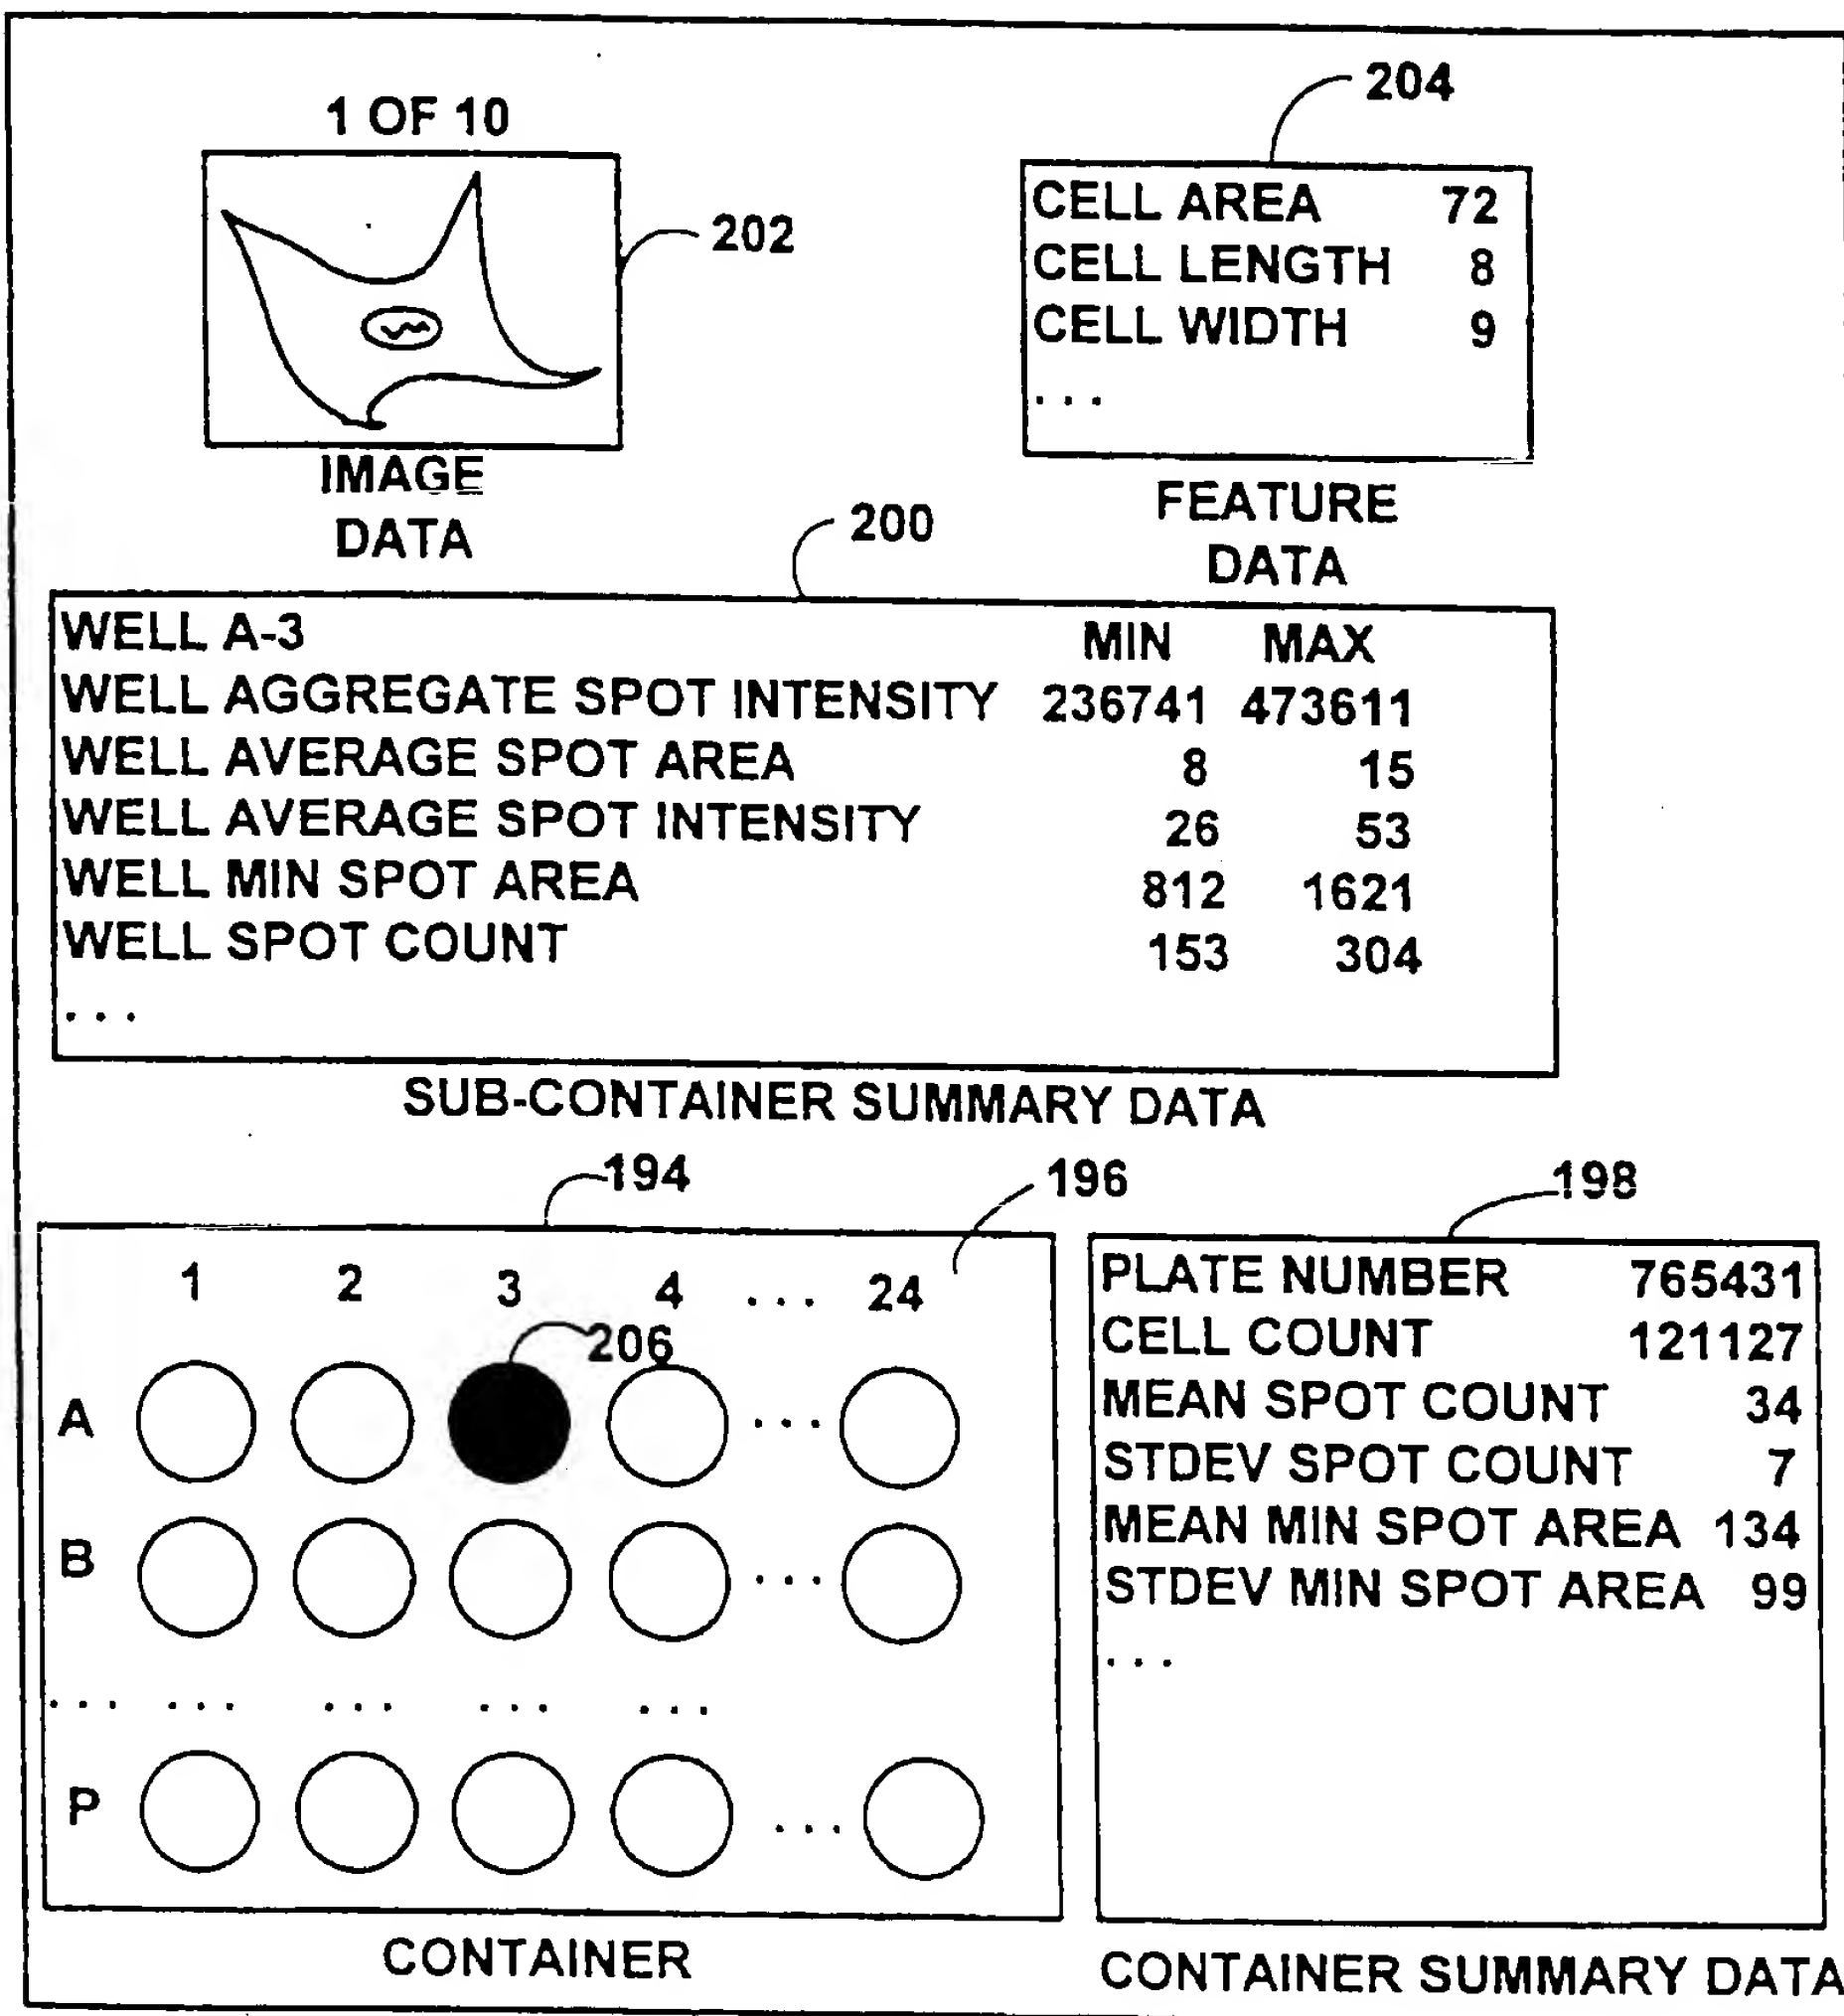 204
1 OF 10
202
CELL AREA 72
CELL LENGTH 8
CELL WIDTH 9
...
IMAGE
DATA
FEATURE
DATA
200
WELL A-3 MIN MAX
WELL AGGREGATE SPOT INTENSITY 236741 473611
WELL AVERAGE SPOT AREA 8 15
WELL AVERAGE SPOT INTENSITY 26 53
WELL MIN SPOT AREA 812 1621
WELL SPOT COUNT 153 304
...
SUB-CONTAINER SUMMARY DATA
194
196
198
1 2 3 4 ... 24
206
A ...
B ...
... ... ... ... ...
P ...
CONTAINER
PLATE NUMBER 765431
CELL COUNT 121127
MEAN SPOT COUNT 34
STDEV SPOT COUNT 7
MEAN MIN SPOT AREA 134
STDEV MIN SPOT AREA 99
...
CONTAINER SUMMARY DATA